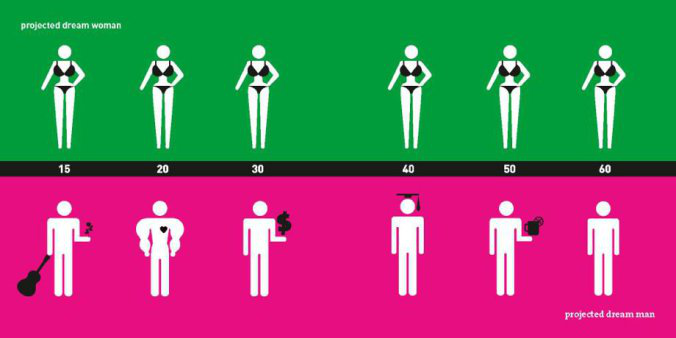 projected dream woman
15 20 30 40 50 60
$
projected dream man